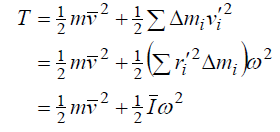 T = ½ m v̄² + ½ ∑ Δmᵢ vᵢ′²
= ½ m v̄² + ½ (∑ rᵢ′² Δmᵢ) ω²
= ½ m v̄² + ½ Ī ω²